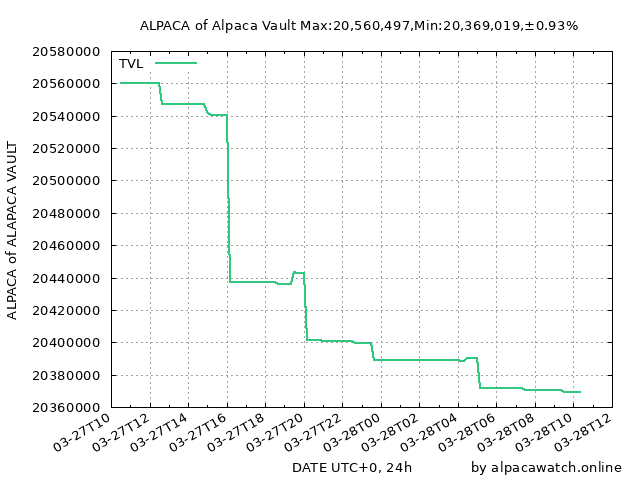 ALPACA of Alpaca Vault Max:20,560,497,Min:20,369,019,±0.93%
TVL
20580000
20560000
20540000
20520000
20500000
20480000
20460000
20440000
20420000
20400000
20380000
20360000
ALPACA of ALAPACA VAULT
03-27T10
03-27T12
03-27T14
03-27T16
03-27T18
03-27T20
03-27T22
03-28T00
03-28T02
03-28T04
03-28T06
03-28T08
03-28T10
03-28T12
DATE UTC+0, 24h
by alpacawatch.online